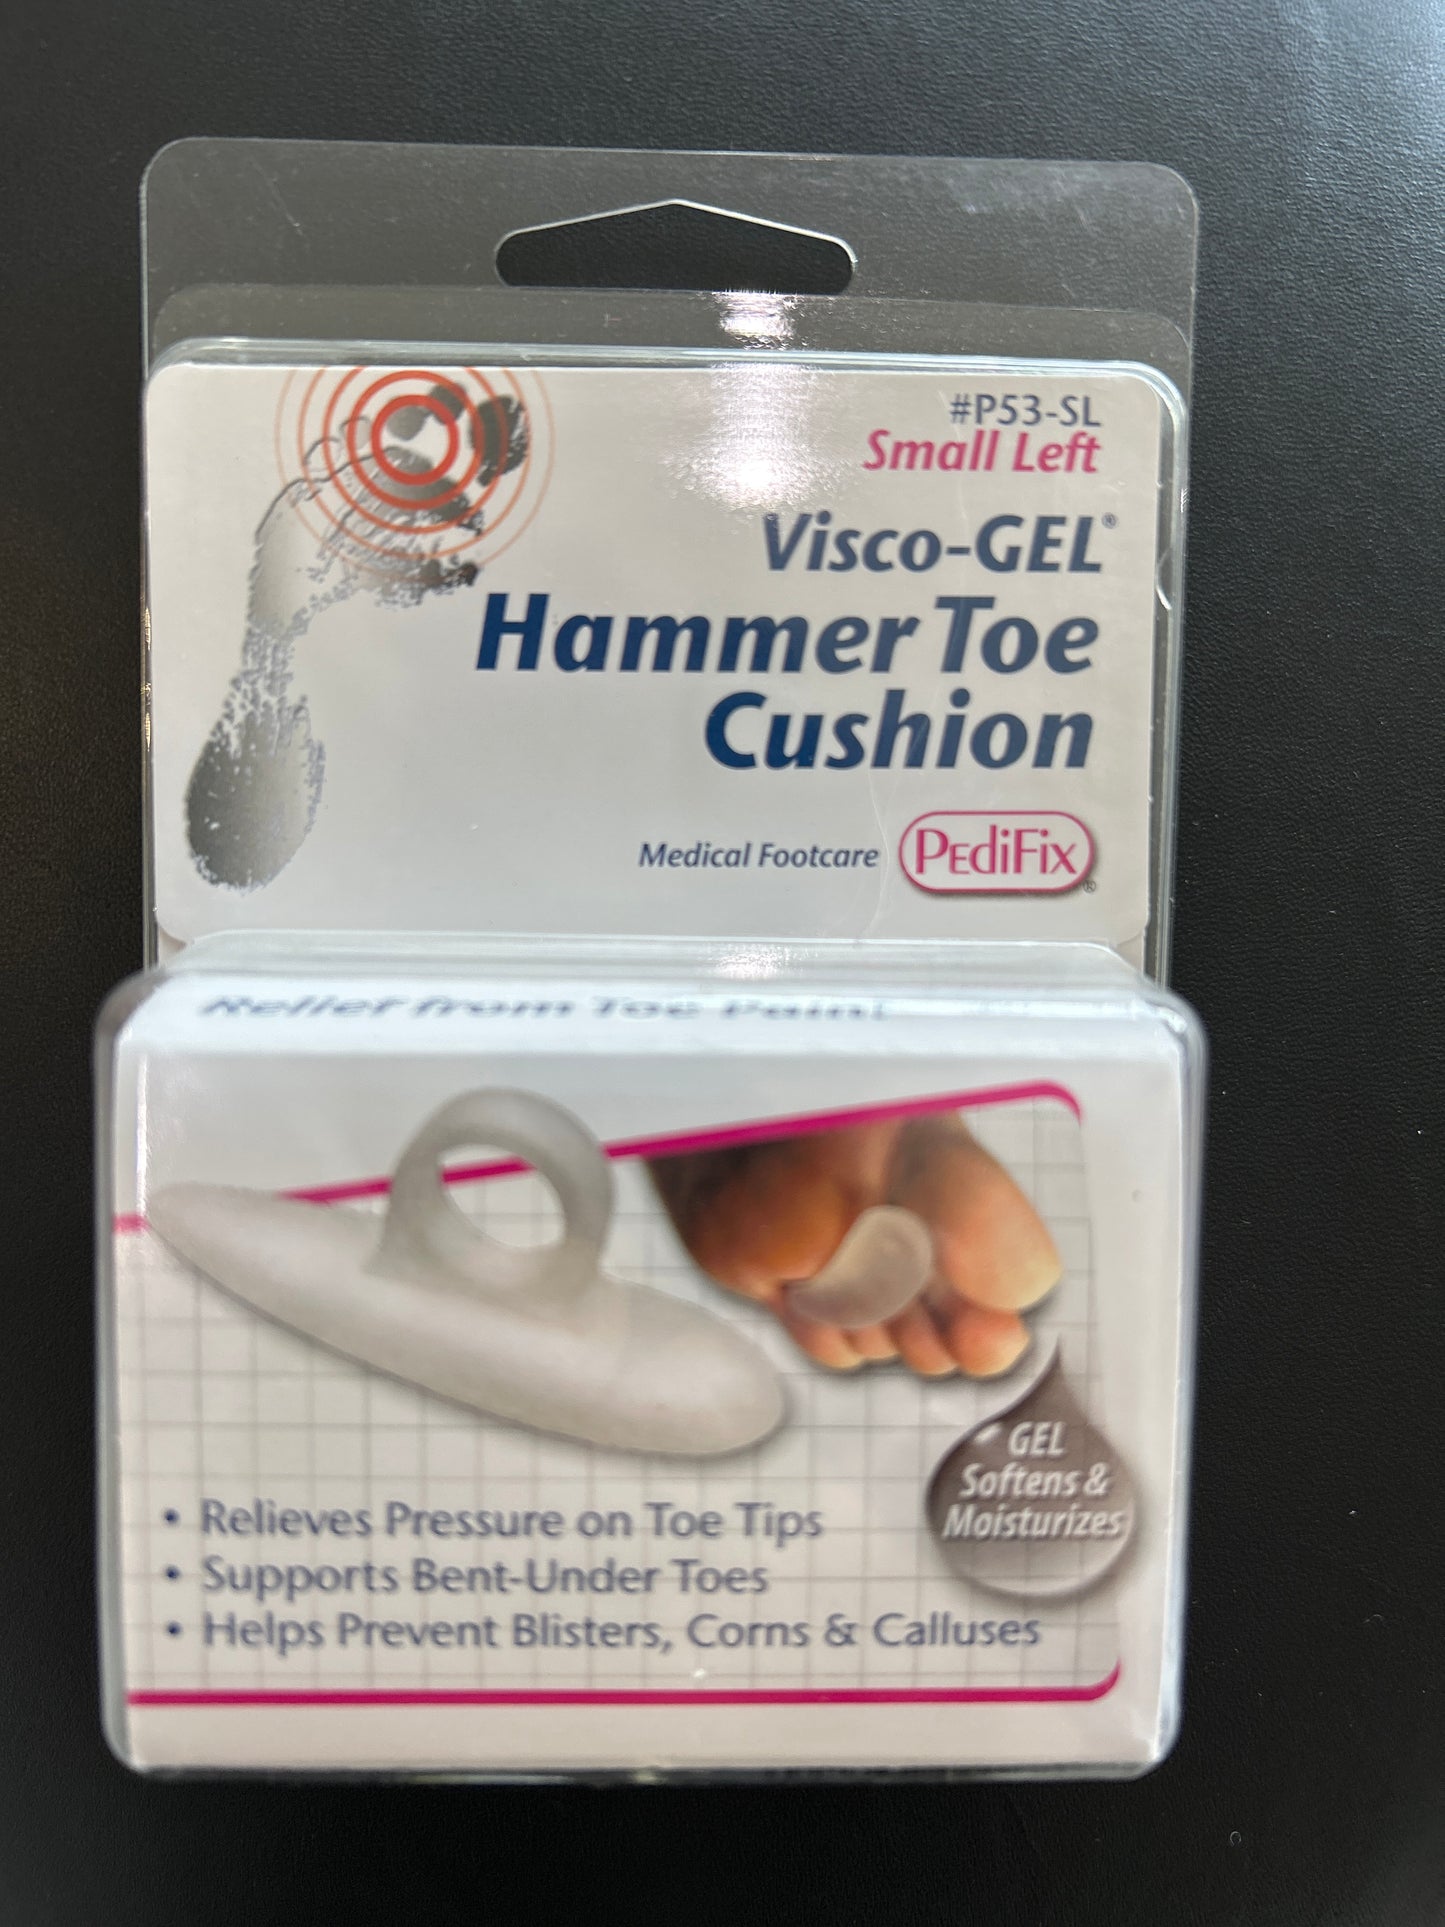 #P53-SL
Small Left
Visco-GEL®
Hammer Toe
Cushion
Medical Footcare PEdiFix®
Relief from Toe Pain!
GEL
Softens &
Moisturizes
• Relieves Pressure on Toe Tips
• Supports Bent-Under Toes
• Helps Prevent Blisters, Corns & Calluses